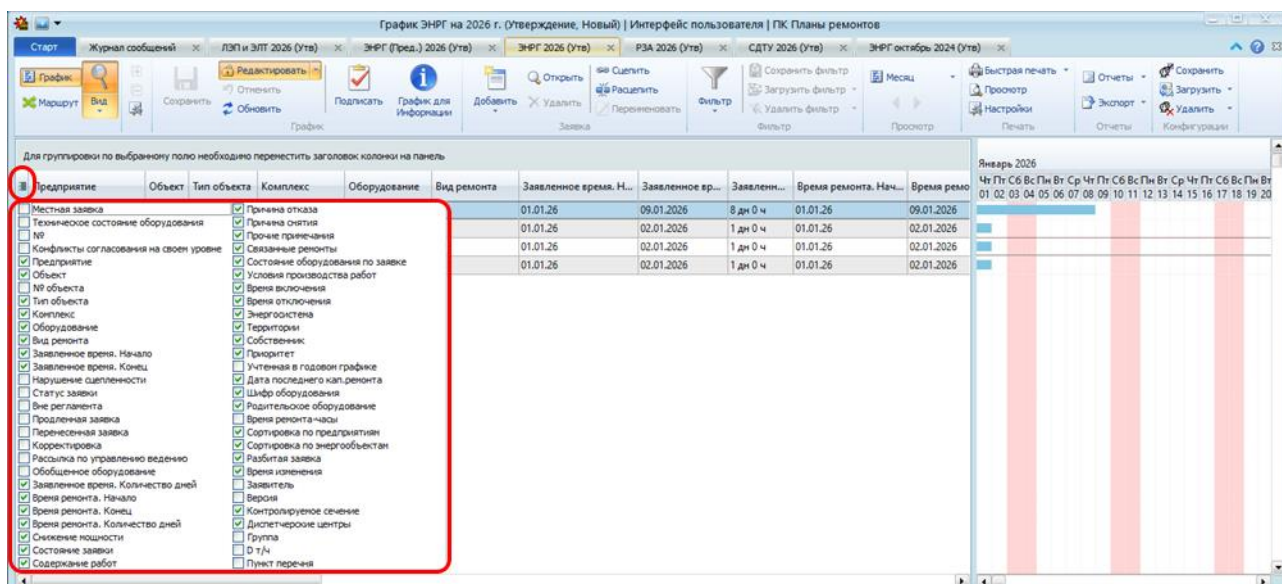 График ЭНРГ на 2026 г. (Утверждение, Новый) | Интерфейс пользователя | ПК Планы ремонтов
Старт Журнал сообщений ЛЭП и ЭЛТ 2026 (Утв) ЭНРГ (Пред.) 2026 (Утв) ЭНРГ 2026 (Утв) РЗА 2026 (Утв) СДТУ 2026 (Утв) ЭНРГ октябрь 2024 (Утв)
График Редактировать Открыть Сцепить Сохранить фильтр Месяц Быстрая печать Отчеты Сохранить
Отменить Расцепить Загрузить фильтр Просмотр Загрузить
Маршрут Вид Сохранить Обновить Подписать График для Информации Добавить Удалить Переименовать Фильтр Удалить фильтр Настройки Экспорт Удалить
График Заявка Фильтр Просмотр Печать Отчеты Конфигурации
Для группировки по выбранному полю необходимо переместить заголовок колонки на панель
Январь 2026
Предприятие Объект Тип объекта Комплекс Оборудование Вид ремонта Заявленное время. Н... Заявленное вр... Заявленн... Время ремонта. Нач... Время ремо
Чт Пт Сб Вс Пн Вт Ср Чт Пт Сб Вс Пн Вт Ср Чт Пт Сб Вс Пн Вт
01 02 03 04 05 06 07 08 09 10 11 12 13 14 15 16 17 18 19 20
01.01.26 09.01.2026 8 дн 0 ч 01.01.26 09.01.2026
01.01.26 02.01.2026 1 дн 0 ч 01.01.26 02.01.2026
01.01.26 02.01.2026 1 дн 0 ч 01.01.26 02.01.2026
01.01.26 02.01.2026 1 дн 0 ч 01.01.26 02.01.2026
Местная заявка
Техническое состояние оборудования
№
Конфликты согласования на своем уровне
Предприятие
Объект
№ объекта
Тип объекта
Комплекс
Оборудование
Вид ремонта
Заявленное время. Начало
Заявленное время. Конец
Нарушение сцепленности
Статус заявки
Вне регламента
Продленная заявка
Перенесенная заявка
Корректировка
Рассылка по управлению ведению
Обобщенное оборудование
Заявленное время. Количество дней
Время ремонта. Начало
Время ремонта. Конец
Время ремонта. Количество дней
Снижение мощности
Состояние заявки
Содержание работ
Причина отказа
Причина снятия
Прочие примечания
Связанные ремонты
Состояние оборудования по заявке
Условия производства работ
Время включения
Время отключения
Энергосистема
Территории
Собственник
Приоритет
Учтенная в годовом графике
Дата последнего кап.ремонта
Шифр оборудования
Родительское оборудование
Время ремонта-часы
Сортировка по предприятиям
Сортировка по энергообъектам
Разбитая заявка
Время изменения
Заявитель
Версия
Контролируемое сечение
Диспетчерские центры
Группа
D т/ч
Пункт перечня